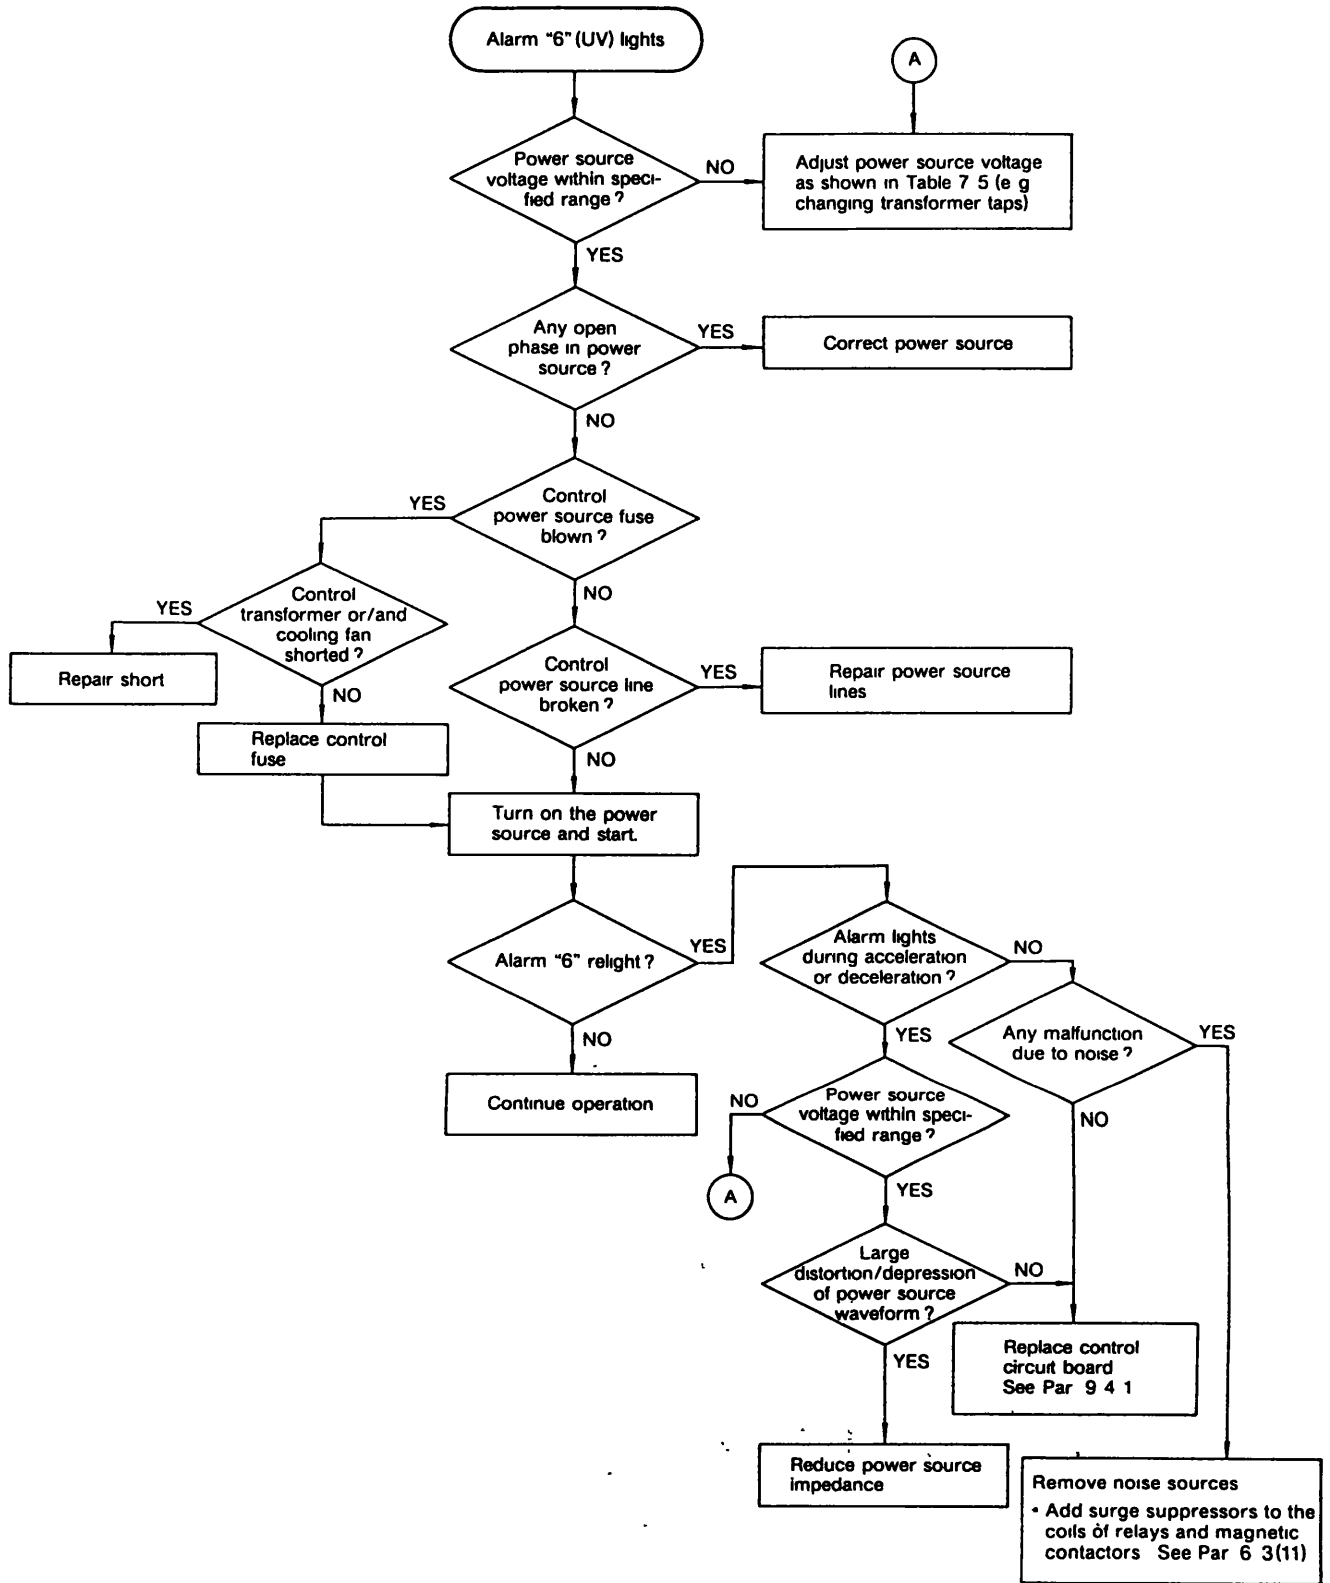 Alarm "6" (UV) lights
A
Power source
voltage within speci-
fied range?
NO
Adjust power source voltage
as shown in Table 7 5 (e g
changing transformer taps)
YES
Any open
phase in power
source?
YES
Correct power source
NO
YES
Control
power source fuse
blown?
NO
YES
Control
transformer or/and
cooling fan
shorted?
Repair short
NO
Control
power source line
broken?
YES
Repair power source
lines
Replace control
fuse
NO
Turn on the power
source and start.
Alarm "6" relight?
YES
Alarm lights
during acceleration
or deceleration?
NO
NO
YES
Any malfunction
due to noise?
YES
Continue operation
NO
Power source
voltage within speci-
fied range?
NO
A
YES
Large
distortion/depression
of power source
waveform?
NO
YES
Replace control
circuit board
See Par 9 4 1
Reduce power source
impedance
Remove noise sources
• Add surge suppressors to the
coils of relays and magnetic
contactors See Par 6 3(11)